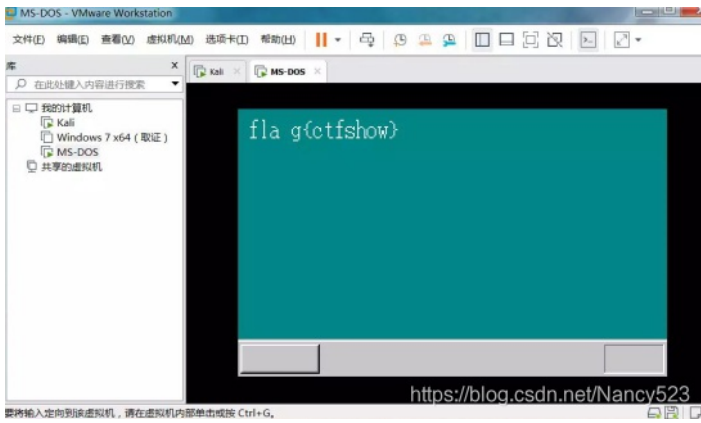 MS-DOS - VMware Workstation
文件(F) 编辑(E) 查看(V) 虚拟机(M) 选项卡(T) 帮助(H)
库
在此处键入内容进行搜索
我的计算机
Kali
Windows 7 x64 ( 取证 )
MS-DOS
共享的虚拟机
Kali
MS-DOS
fla g{ctfshow}
https://blog.csdn.net/Nancy523
要将输入定向到该虚拟机，请在虚拟机内部单击或按 Ctrl+G。